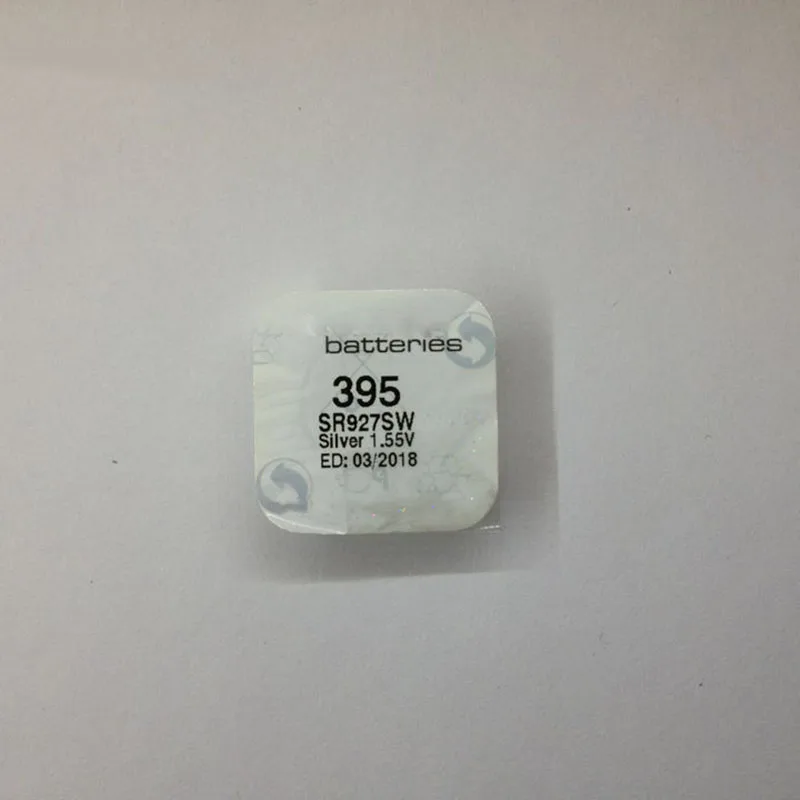 batteries
395
SR927SW
Silver 1.55V
ED: 03/2018